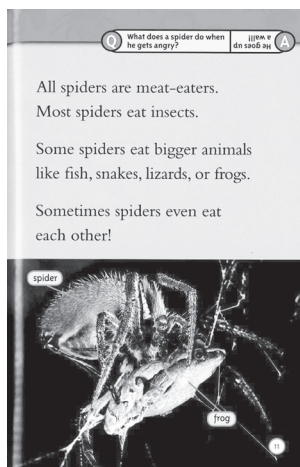 Q
What does a spider do when
he gets angry?
He goes up
a wall!
A
All spiders are meat-eaters.
Most spiders eat insects.
Some spiders eat bigger animals
like fish, snakes, lizards, or frogs.
Sometimes spiders even eat
each other!
spider
frog
11